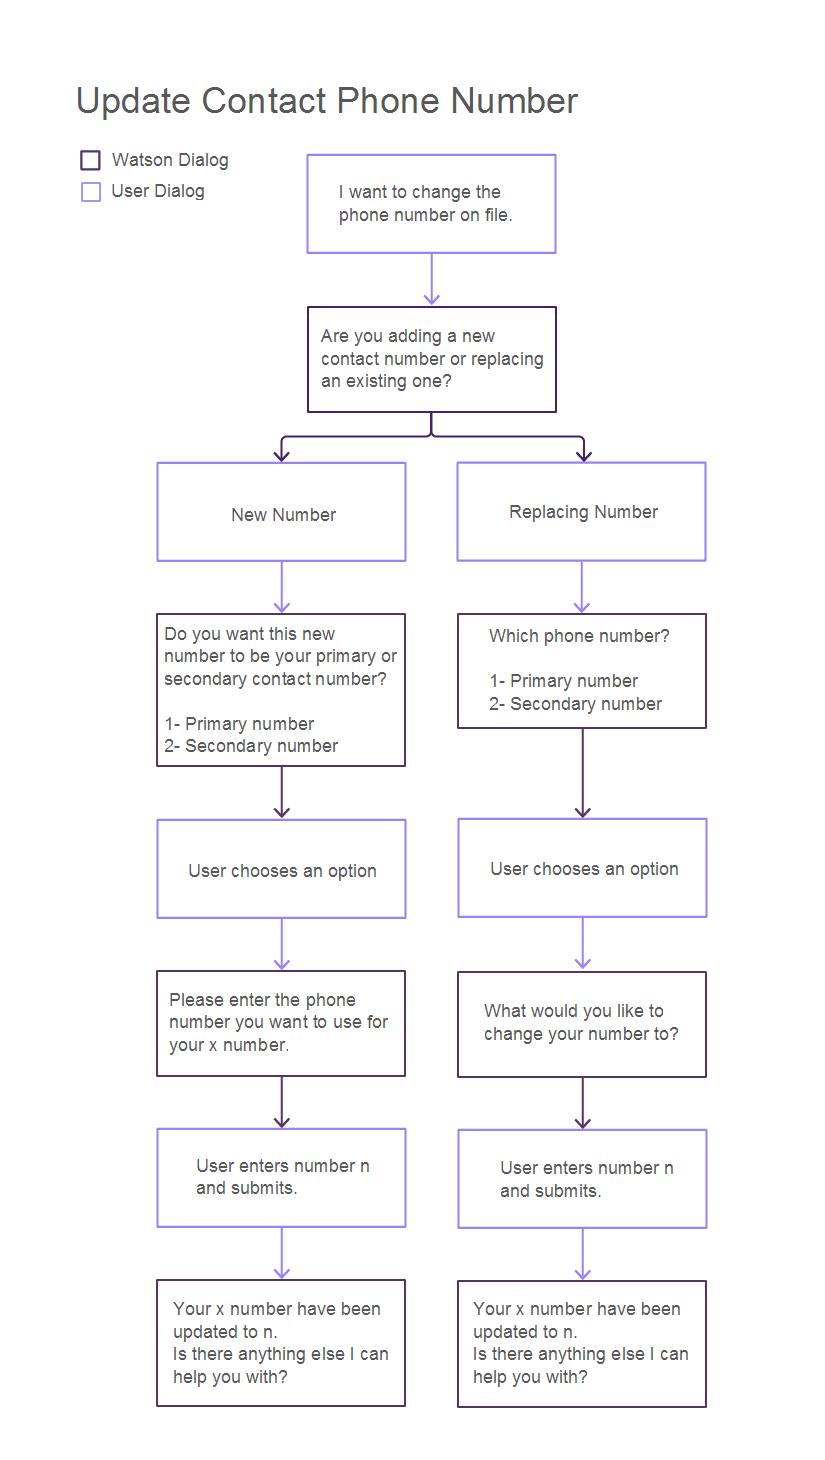 Update Contact Phone Number
Watson Dialog
User Dialog
I want to change the
phone number on file.
Are you adding a new
contact number or replacing
an existing one?
New Number
Replacing Number
Do you want this new
number to be your primary or
secondary contact number?
1- Primary number
2- Secondary number
Which phone number?
1- Primary number
2- Secondary number
User chooses an option
User chooses an option
Please enter the phone
number you want to use for
your x number.
What would you like to
change your number to?
User enters number n
and submits.
User enters number n
and submits.
Your x number have been
updated to n.
Is there anything else I can
help you with?
Your x number have been
updated to n.
Is there anything else I can
help you with?